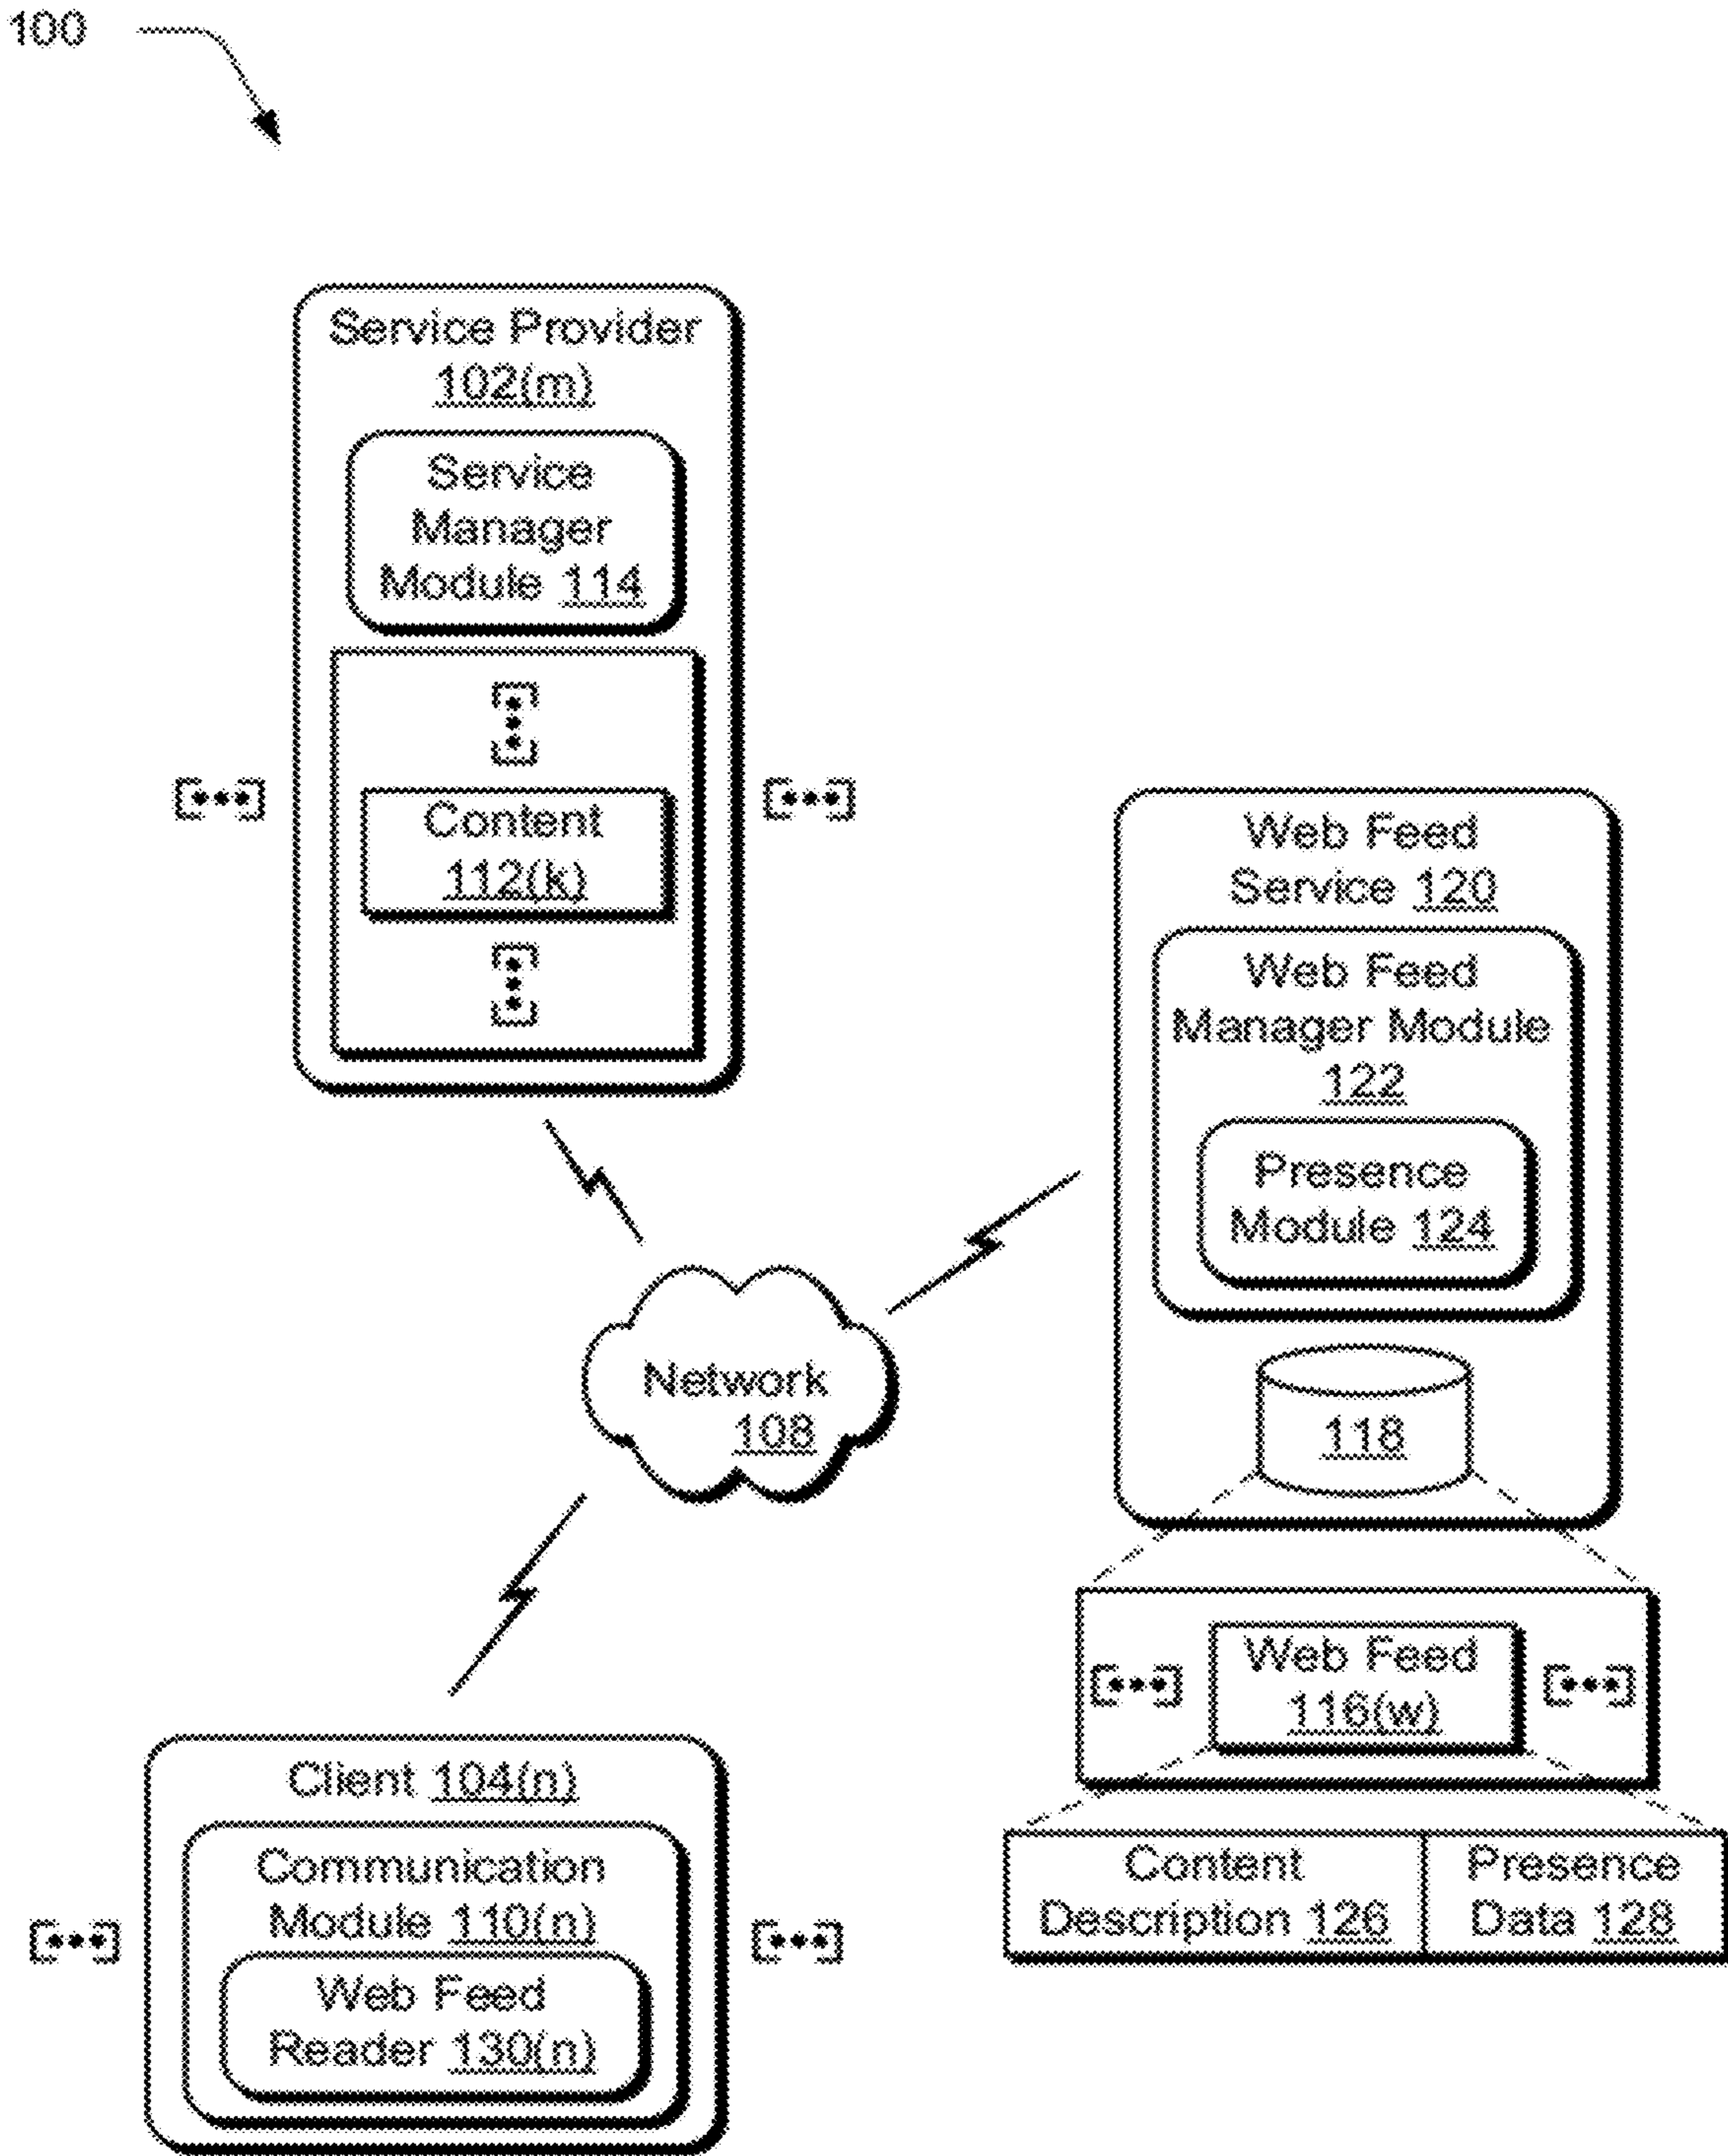 100
Service Provider
102(m)
Service
Manager
Module 114
[•••]
Content
112(k)
[•••]
[•••]
[•••]
Web Feed
Service 120
Web Feed
Manager Module
122
Presence
Module 124
118
Network
108
[•••]
Web Feed
116(w)
[•••]
Content
Description 126
Presence
Data 128
Client 104(n)
Communication
Module 110(n)
Web Feed
Reader 130(n)
[•••]
[•••]